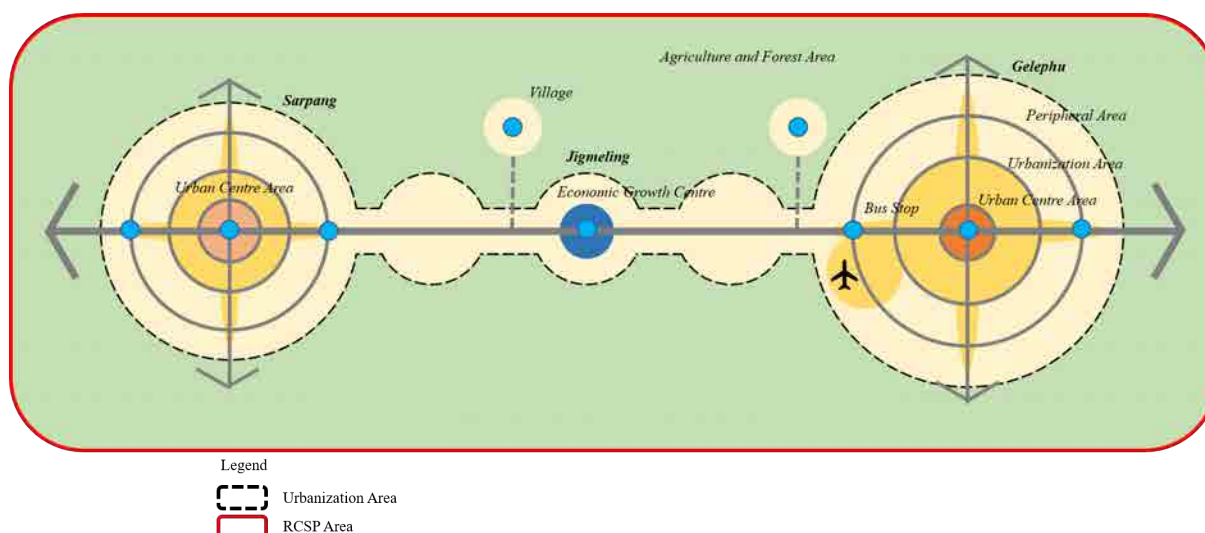 Agriculture and Forest Area
Gelephu
Sarpang
Village
Peripheral Area
Jigmeling
Urbanization Area
Urban Centre Area
Economic Growth Centre
Urban Centre Area
Bus Stop
Legend
Urbanization Area
RCSP Area